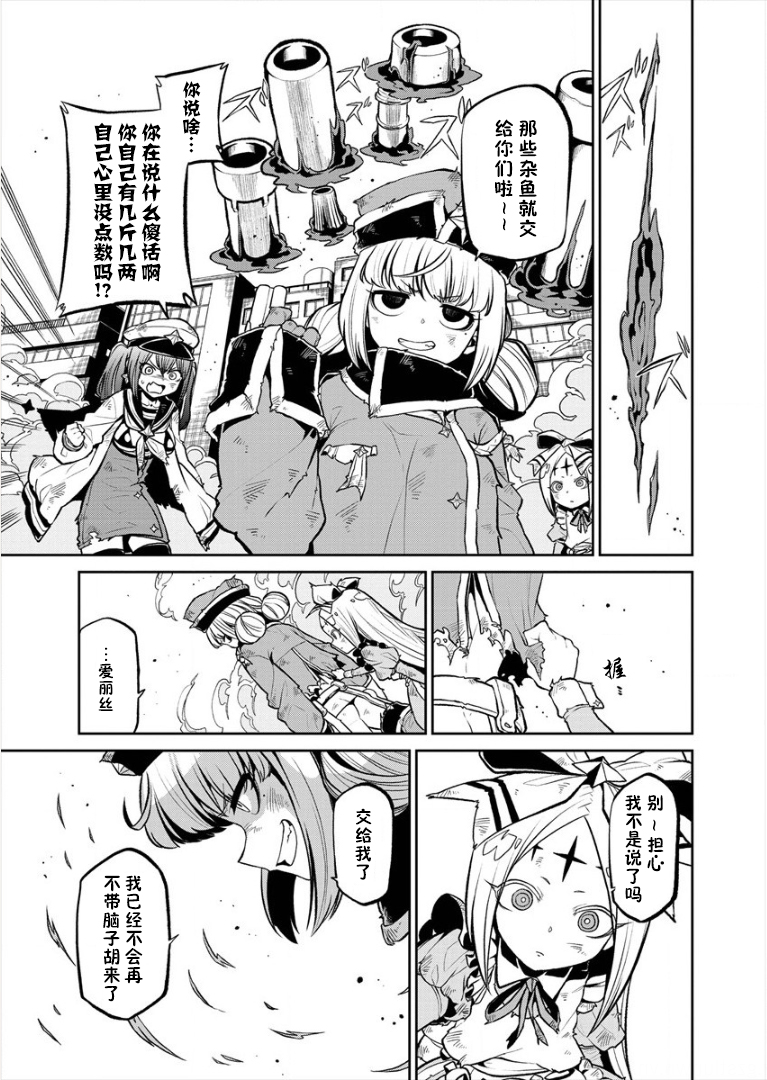 那些杂鱼就交
给你们啦～～
你说啥…
你在说什么傻话啊
你自己有几斤几两
自己心里没点数吗!?
握…
…爱丽丝
别～担心
我不是说了吗
交给我了
我已经不会再
不带脑子胡来了